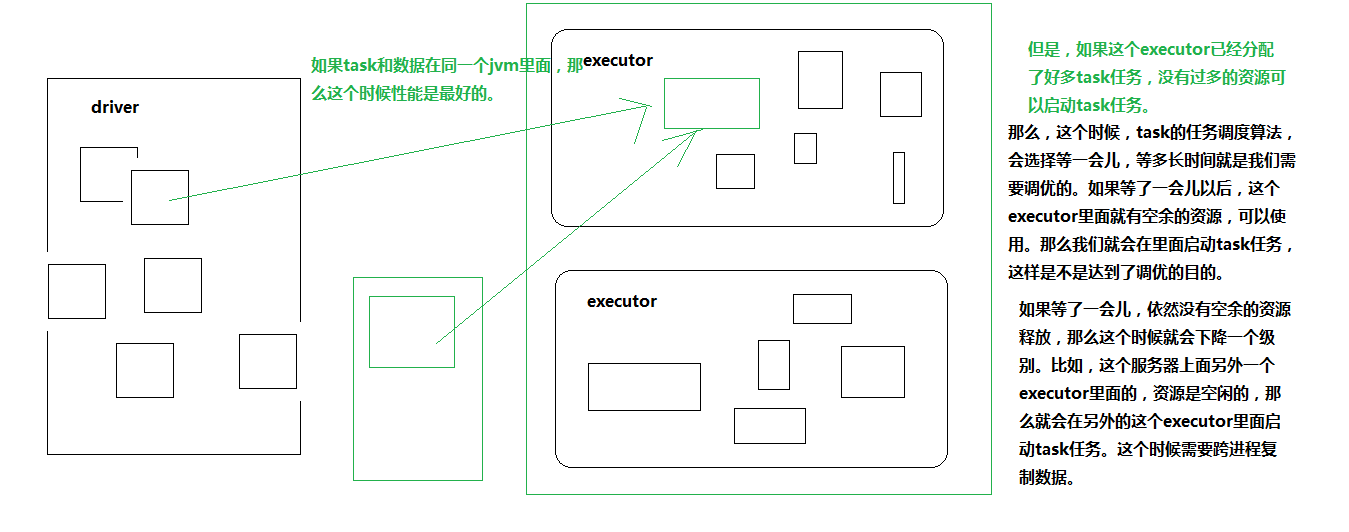 driver
如果task和数据在同一个jvm里面，那
么这个时候性能是最好的。
executor
executor
但是，如果这个executor已经分配
了好多task任务，没有过多的资源可
以启动task任务。
那么，这个时候，task的任务调度算法，
会选择等一会儿，等多长时间就是我们需
要调优的。如果等了一会儿以后，这个
executor里面就有空余的资源，可以使
用。那么我们就会在里面启动task任务，
这样是不是达到了调优的目的。
如果等了一会儿，依然没有空余的资源
释放，那么这个时候就会下降一个级
别。比如，这个服务器上面另外一个
executor里面的，资源是空闲的，那
么就会在另外的这个executor里面启
动task任务。这个时候需要跨进程复
制数据。